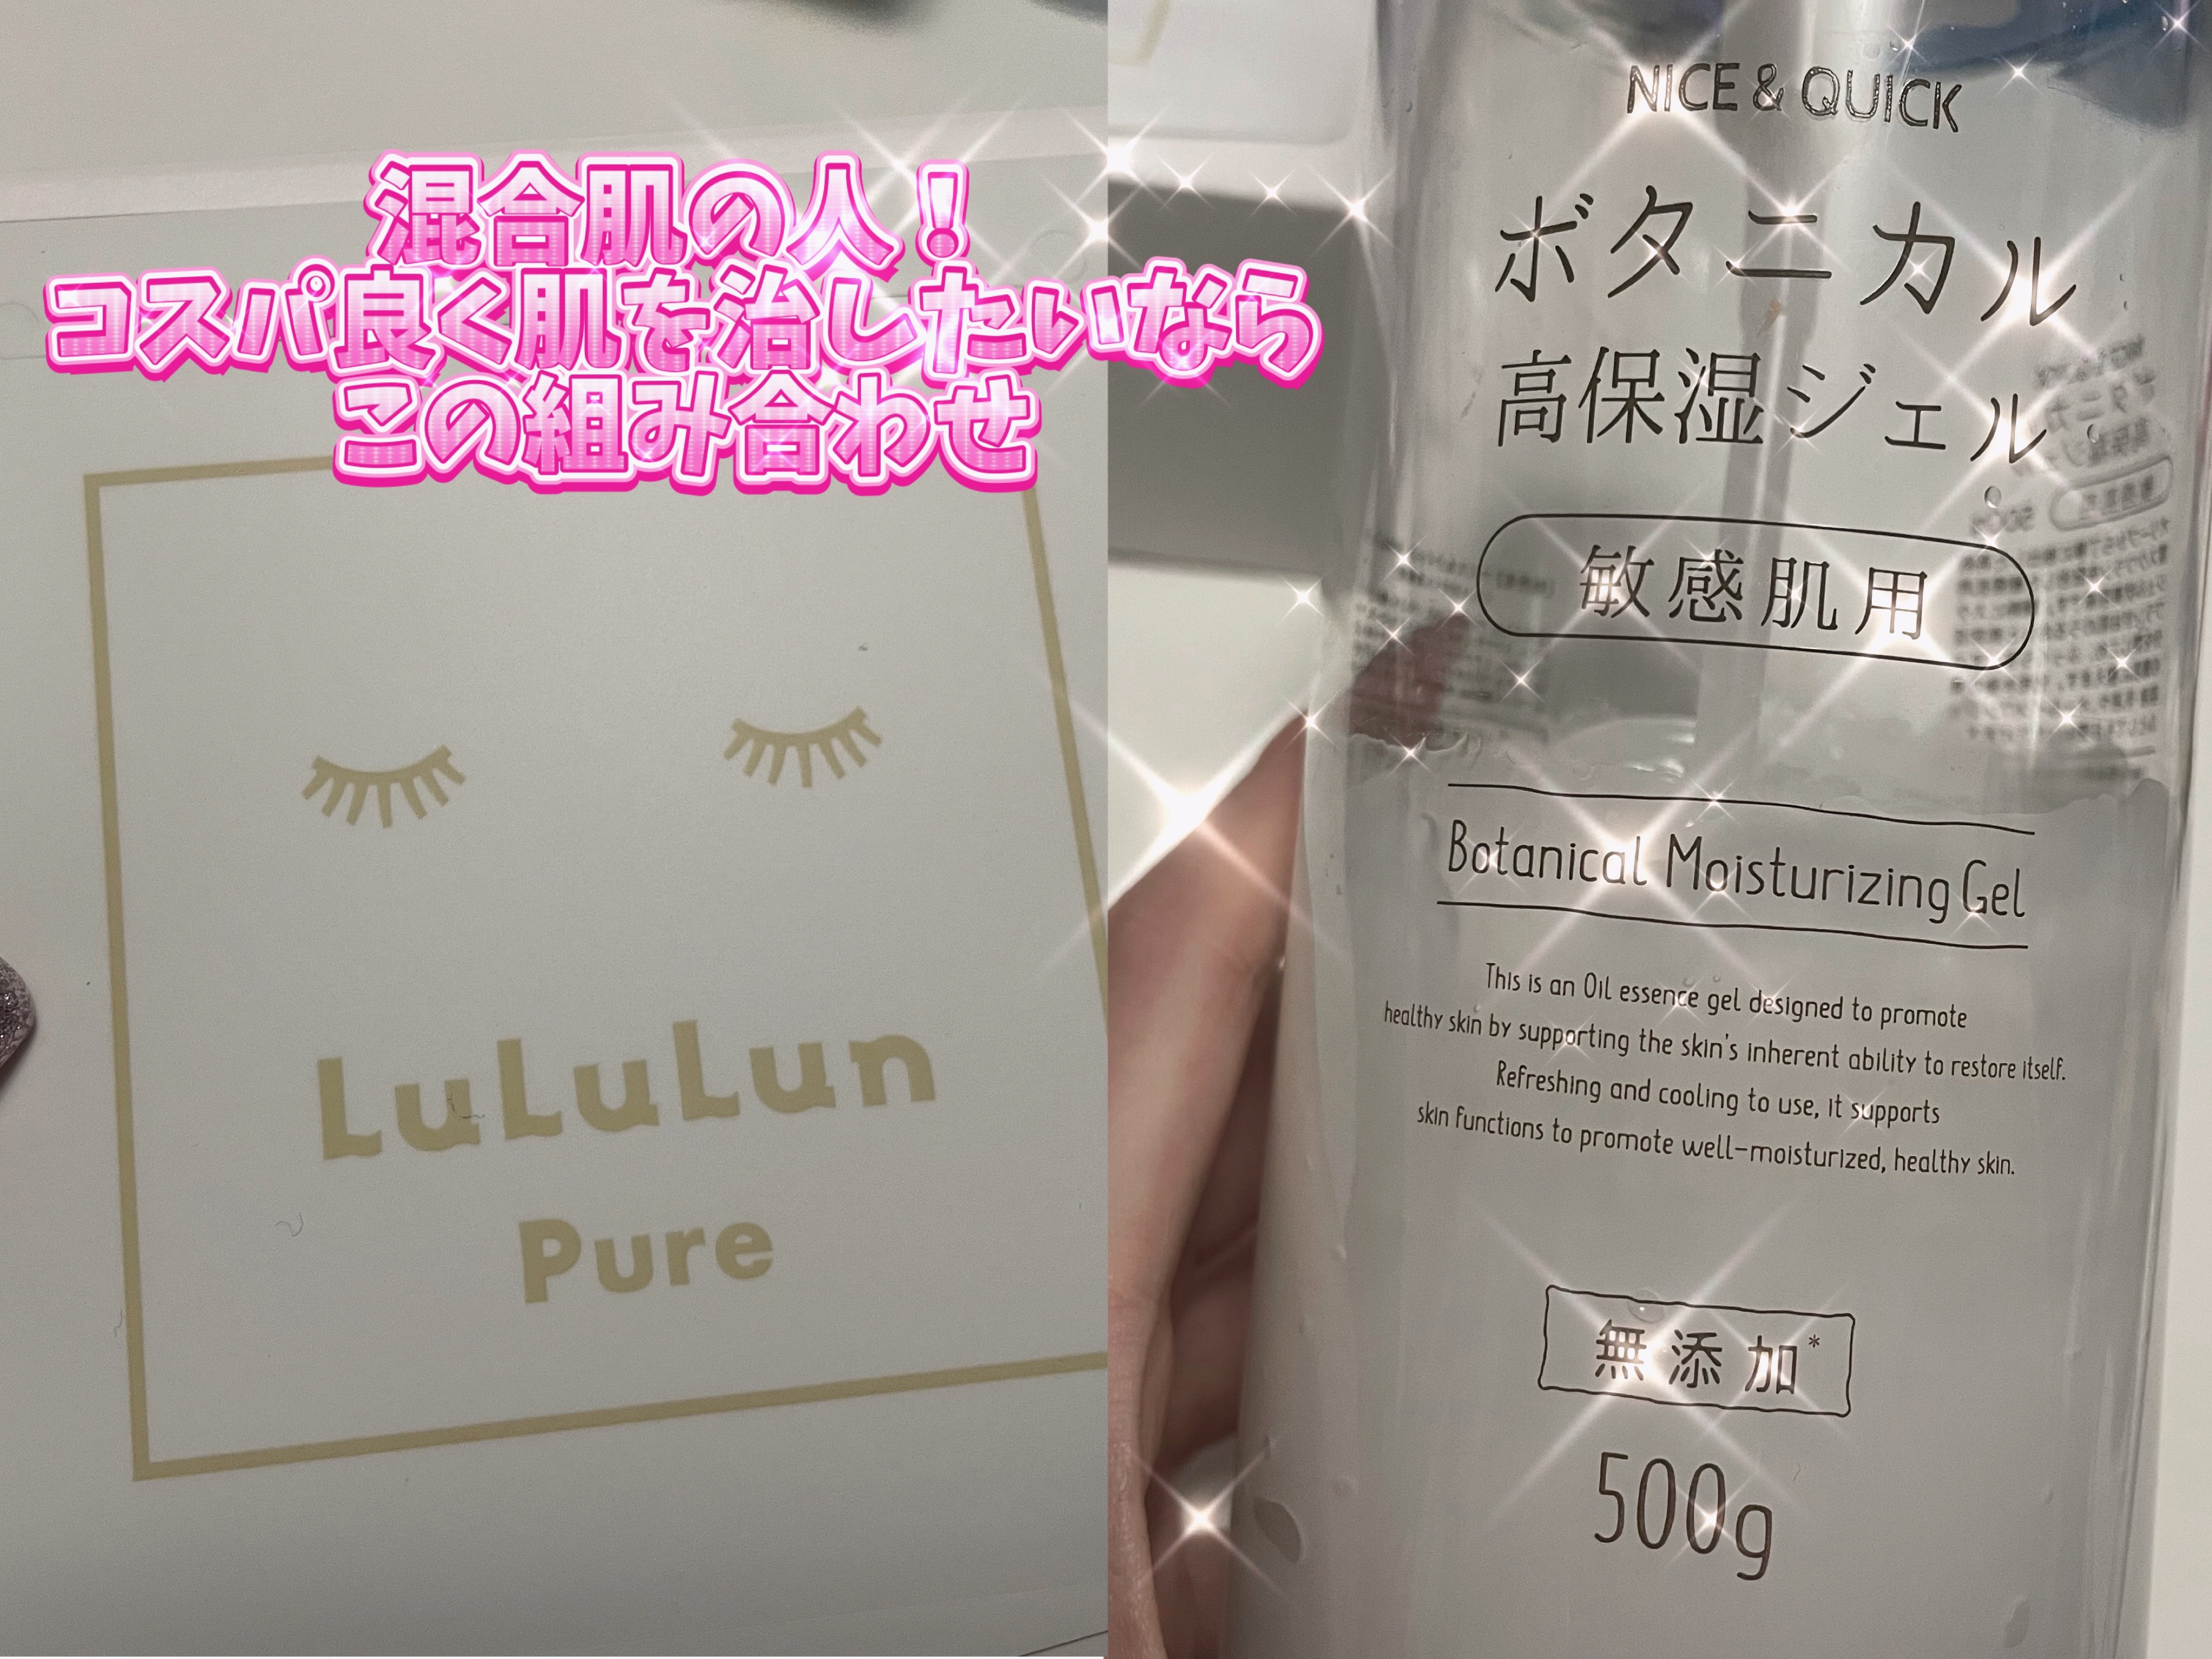 混合肌の人！
コスパ良く肌を治したいなら
この組み合わせ
LuLuLun
Pure
NICE & QUICK
ボタニカル
高保湿ジェル
敏感肌用
Botanical Moisturizing Gel
This is an Oil essence gel designed to promote
healthy skin by supporting the skin's inherent ability to restore itself.
Refreshing and cooling to use, it supports
skin functions to promote well-moisturized, healthy skin.
無添加*
500g